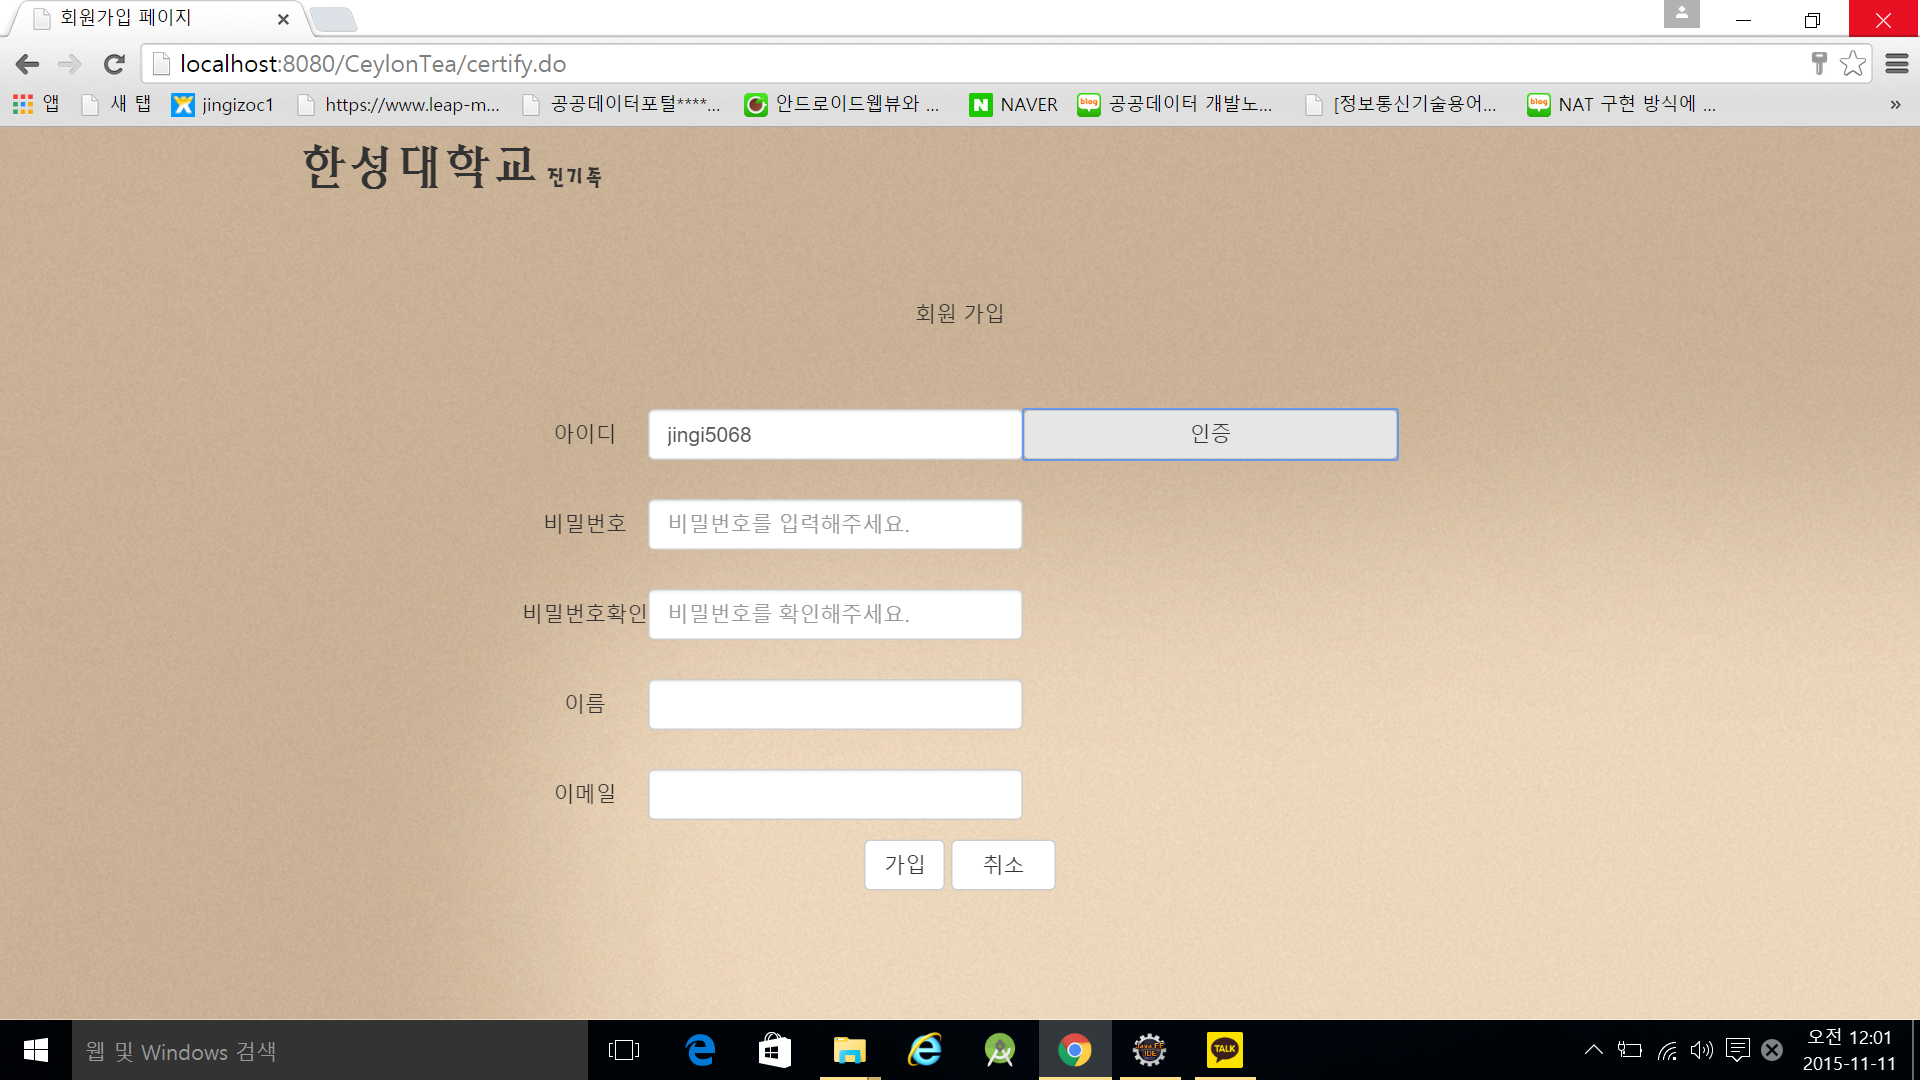 회원가입 페이지
localhost:8080/CeylonTea/certify.do
앱 새 탭 jingizoc1 https://www.leap-m... 공공데이터포털****... 안드로이드웹뷰와 ... NAVER 공공데이터 개발노... [정보통신기술용어... NAT 구현 방식에 ... »
한성대학교 진기족
회원 가입
아이디 jingi5068 인증
비밀번호 비밀번호를 입력해주세요.
비밀번호확인 비밀번호를 확인해주세요.
이름
이메일
가입 취소
웹 및 Windows 검색
TALK
오전 12:01
2015-11-11